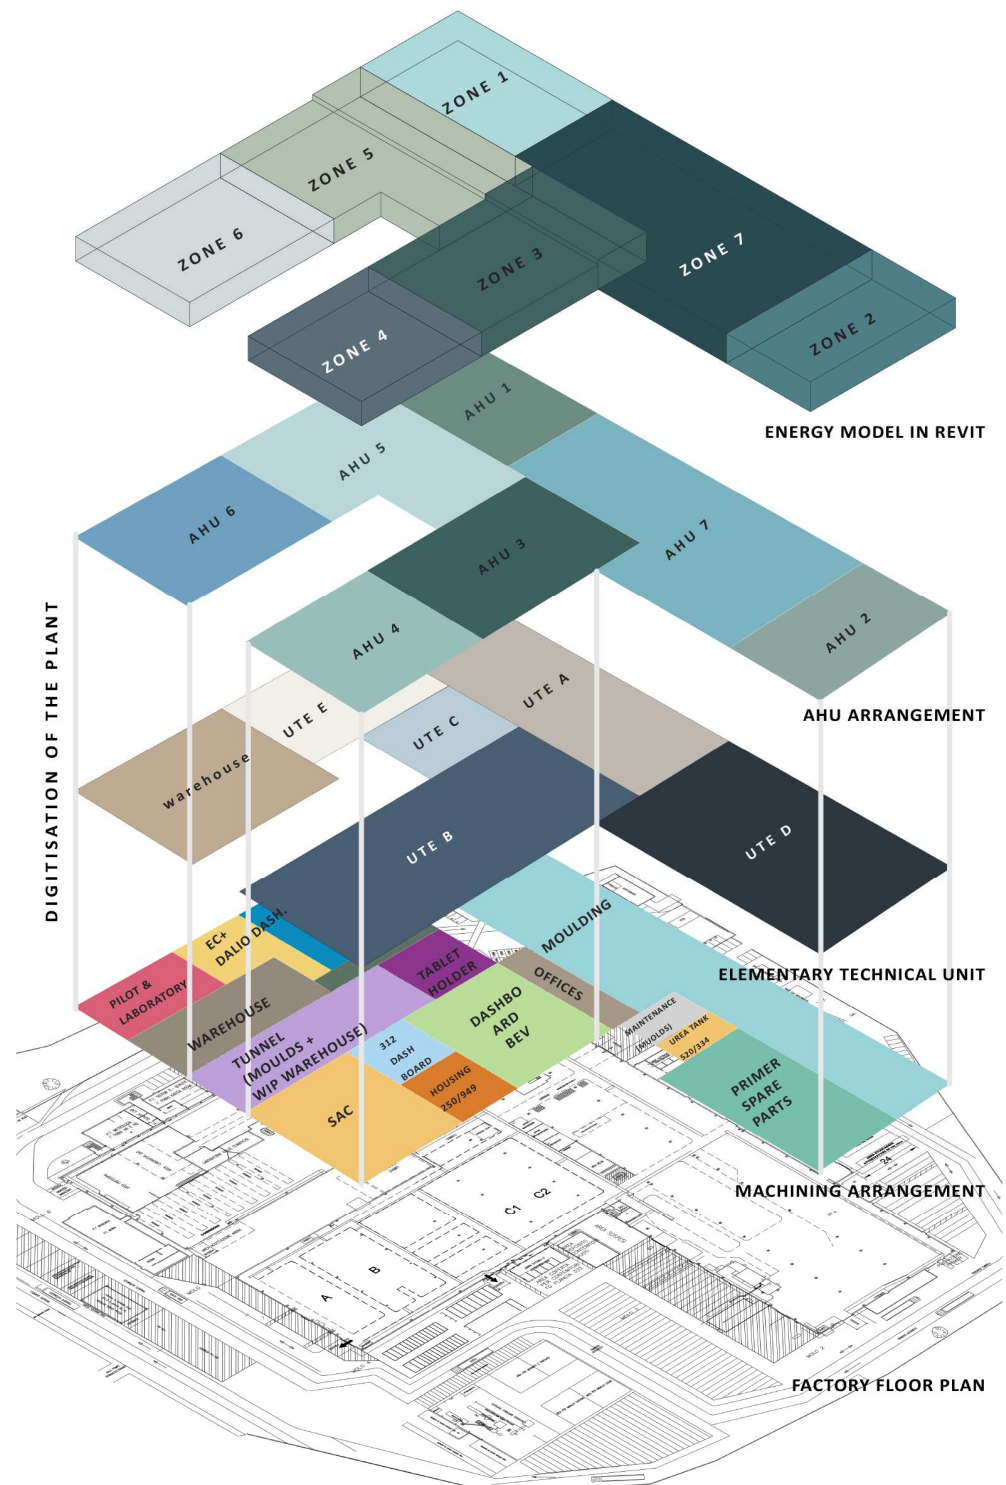 ZONE 1
ZONE 5
ZONE 6
ZONE 3
ZONE 7
ZONE 4
ZONE 2
ENERGY MODEL IN REVIT
AHU 1
AHU 5
AHU 6
AHU 7
AHU 3
AHU 4
AHU 2
AHU ARRANGEMENT
DIGITISATION OF THE PLANT
UTE A
UTE E
UTE C
warehouse
UTE B
UTE D
ELEMENTARY TECHNICAL UNIT
MOULDING
EC+
DALIO DASH.
TABLET
HOLDER
OFFICES
PILOT &
LABORATORY
WAREHOUSE
DASHBO
ARD
BEV
MAINTENANCE
(MUOLDS)
UREA TANK
520/334
TUNNEL
(MOULDS +
WIP WAREHOUSE)
312
DASH
BOARD
HOUSING
250/949
PRIMER
SPARE
PARTS
SAC
MACHINING ARRANGEMENT
24
C2
C1
B
A
MOLO 2
FACTORY FLOOR PLAN